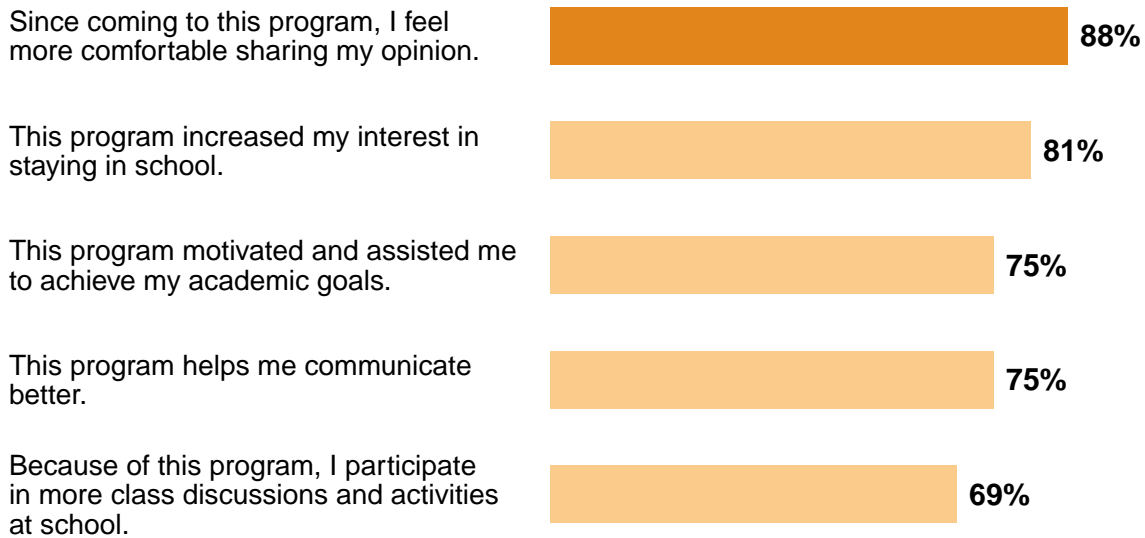 Since coming to this program, I feel
more comfortable sharing my opinion.
88%
This program increased my interest in
staying in school.
81%
This program motivated and assisted me
to achieve my academic goals.
75%
This program helps me communicate
better.
75%
Because of this program, I participate
in more class discussions and activities
at school.
69%